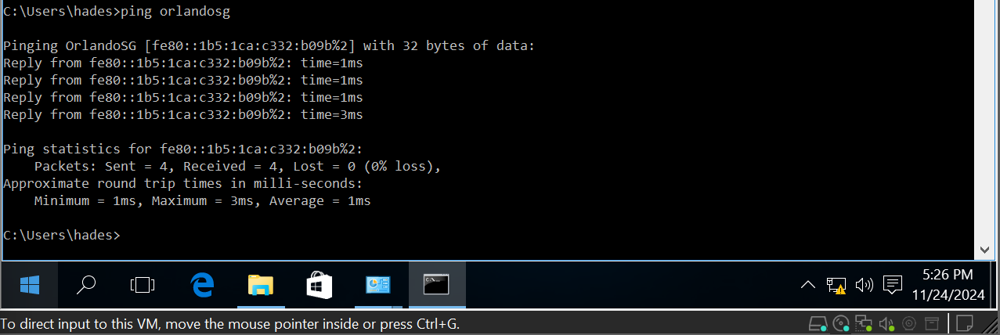 C:\Users\hades>ping orlandosg
Pinging OrlandoSG [fe80::1b5:1ca:c332:b09b%2] with 32 bytes of data:
Reply from fe80::1b5:1ca:c332:b09b%2: time=1ms
Reply from fe80::1b5:1ca:c332:b09b%2: time=1ms
Reply from fe80::1b5:1ca:c332:b09b%2: time=1ms
Reply from fe80::1b5:1ca:c332:b09b%2: time=3ms
Ping statistics for fe80::1b5:1ca:c332:b09b%2:
    Packets: Sent = 4, Received = 4, Lost = 0 (0% loss),
Approximate round trip times in milli-seconds:
    Minimum = 1ms, Maximum = 3ms, Average = 1ms
C:\Users\hades>
5:26 PM
11/24/2024
To direct input to this VM, move the mouse pointer inside or press Ctrl+G.